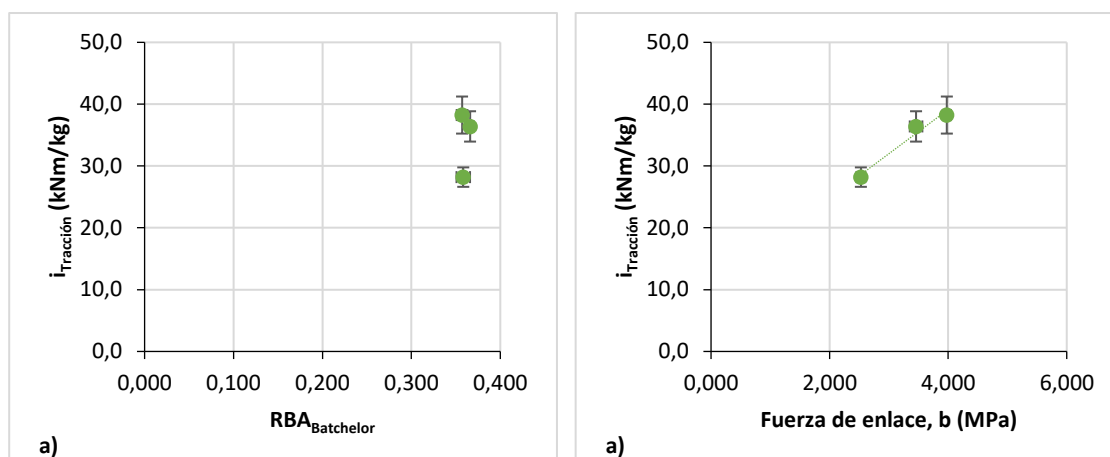 50,0
40,0
30,0
20,0
10,0
0,0
iTracción (kNm/kg)
0,000 0,100 0,200 0,300 0,400
RBABatchelor
a)
50,0
40,0
30,0
20,0
10,0
0,0
iTracción (kNm/kg)
0,000 2,000 4,000 6,000
Fuerza de enlace, b (MPa)
a)